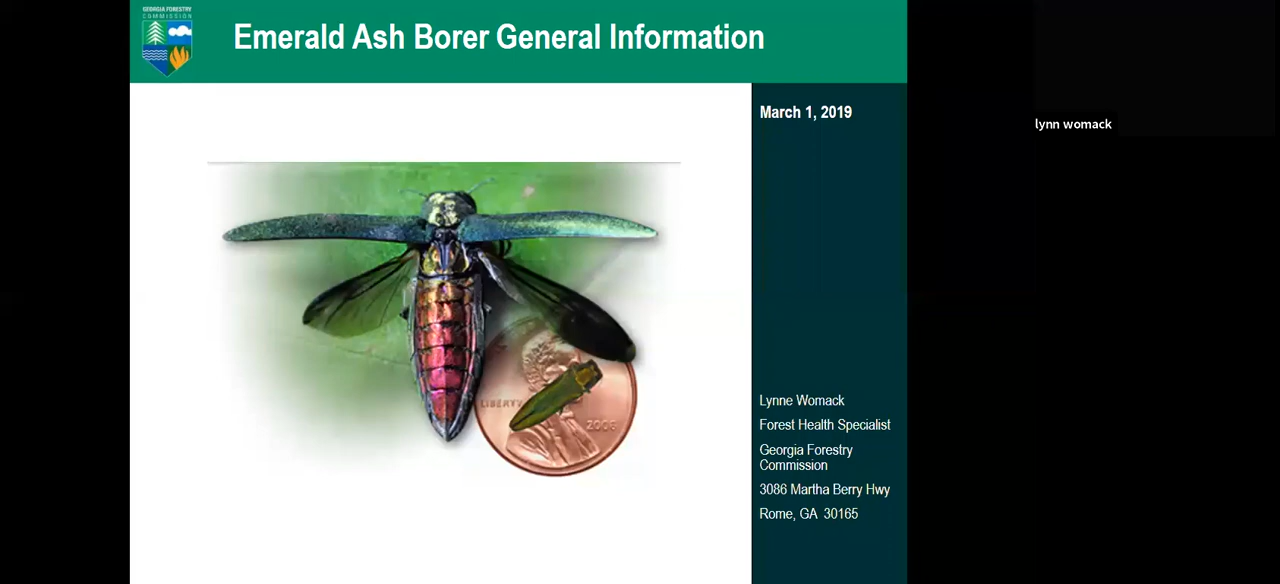 GEORGIA FORESTRY
COMMISSION
Emerald Ash Borer General Information
March 1, 2019
lynn womack
LIBERTY
Lynne Womack
Forest Health Specialist
Georgia Forestry
Commission
3086 Martha Berry Hwy
Rome, GA 30165